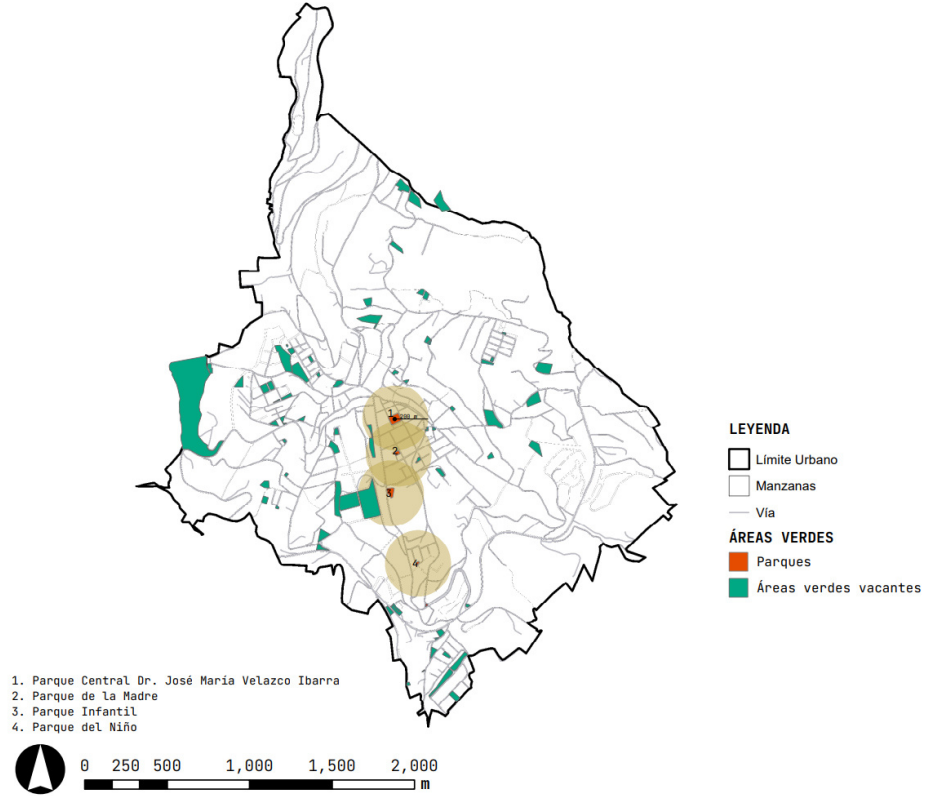 1
2
3
4
LEYENDA
Límite Urbano
Manzanas
Vía
ÁREAS VERDES
Parques
Áreas verdes vacantes
1. Parque Central Dr. José María Velazco Ibarra
2. Parque de la Madre
3. Parque Infantil
4. Parque del Niño
0 250 500 1,000 1,500 2,000
m